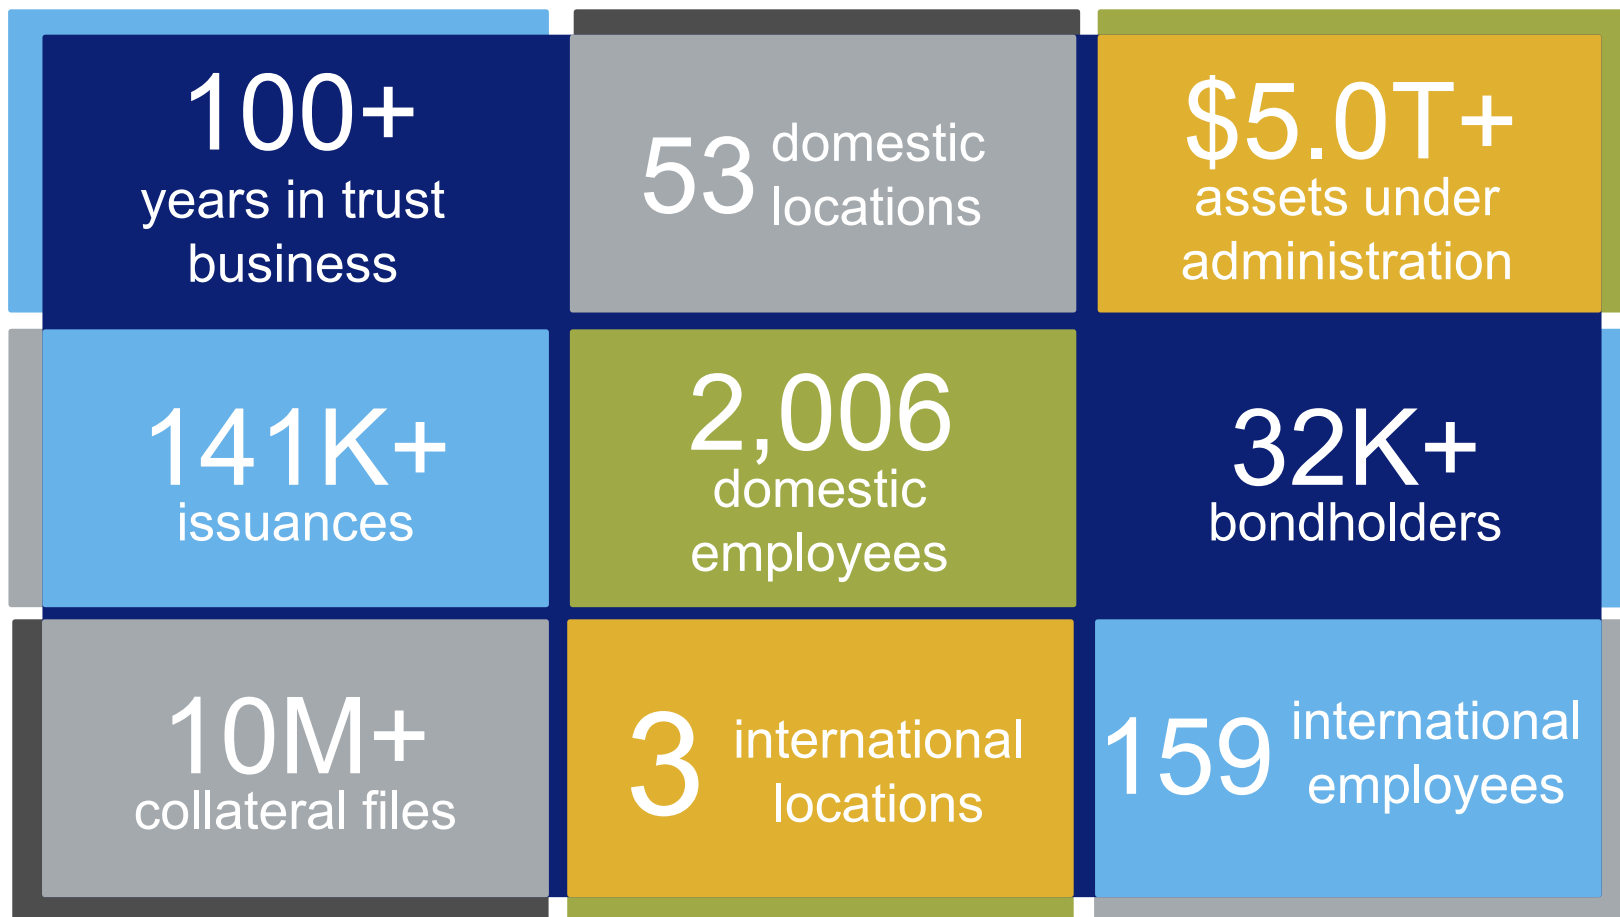 100+
years in trust
business
53 domestic
locations
$5.0T+
assets under
administration
141K+
issuances
2,006
domestic
employees
32K+
bondholders
10M+
collateral files
3 international
locations
159 international
employees